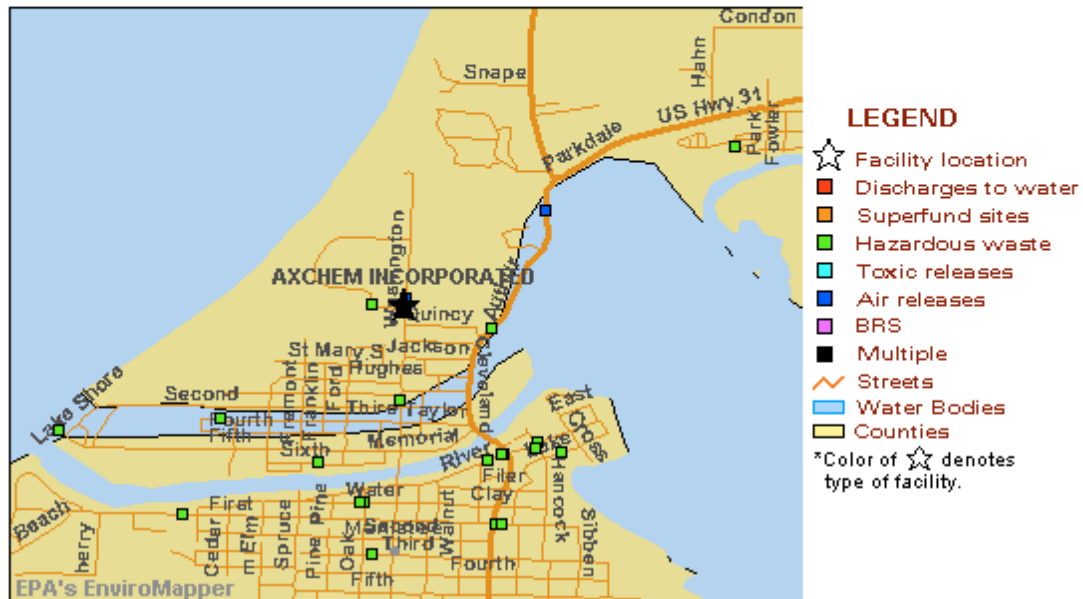 Condon
Hahn
Snape
US Hwy 31
Park
Fowler
Parkdale
Washington
AXCHEM INCORPORATED
Quincy
St Mary S
Jackson
Hughes
Cleveland
Lake Shore
Second
Fremont
Franklin
Ford
Third
Taylor
Fourth
Fifth
Memorial
Sixth
East
Cross
Lake
River
Filer
Water
Clay
Hancock
First
Beach
berry
Cedar
m Elm
Spruce
Pine
Pine
Oak
Second
Third
Walnut
Sibben
Fourth
Fifth
EPA's EnviroMapper
LEGEND
Facility location
Discharges to water
Superfund sites
Hazardous waste
Toxic releases
Air releases
BRS
Multiple
Streets
Water Bodies
Counties
*Color of ☆ denotes
type of facility.